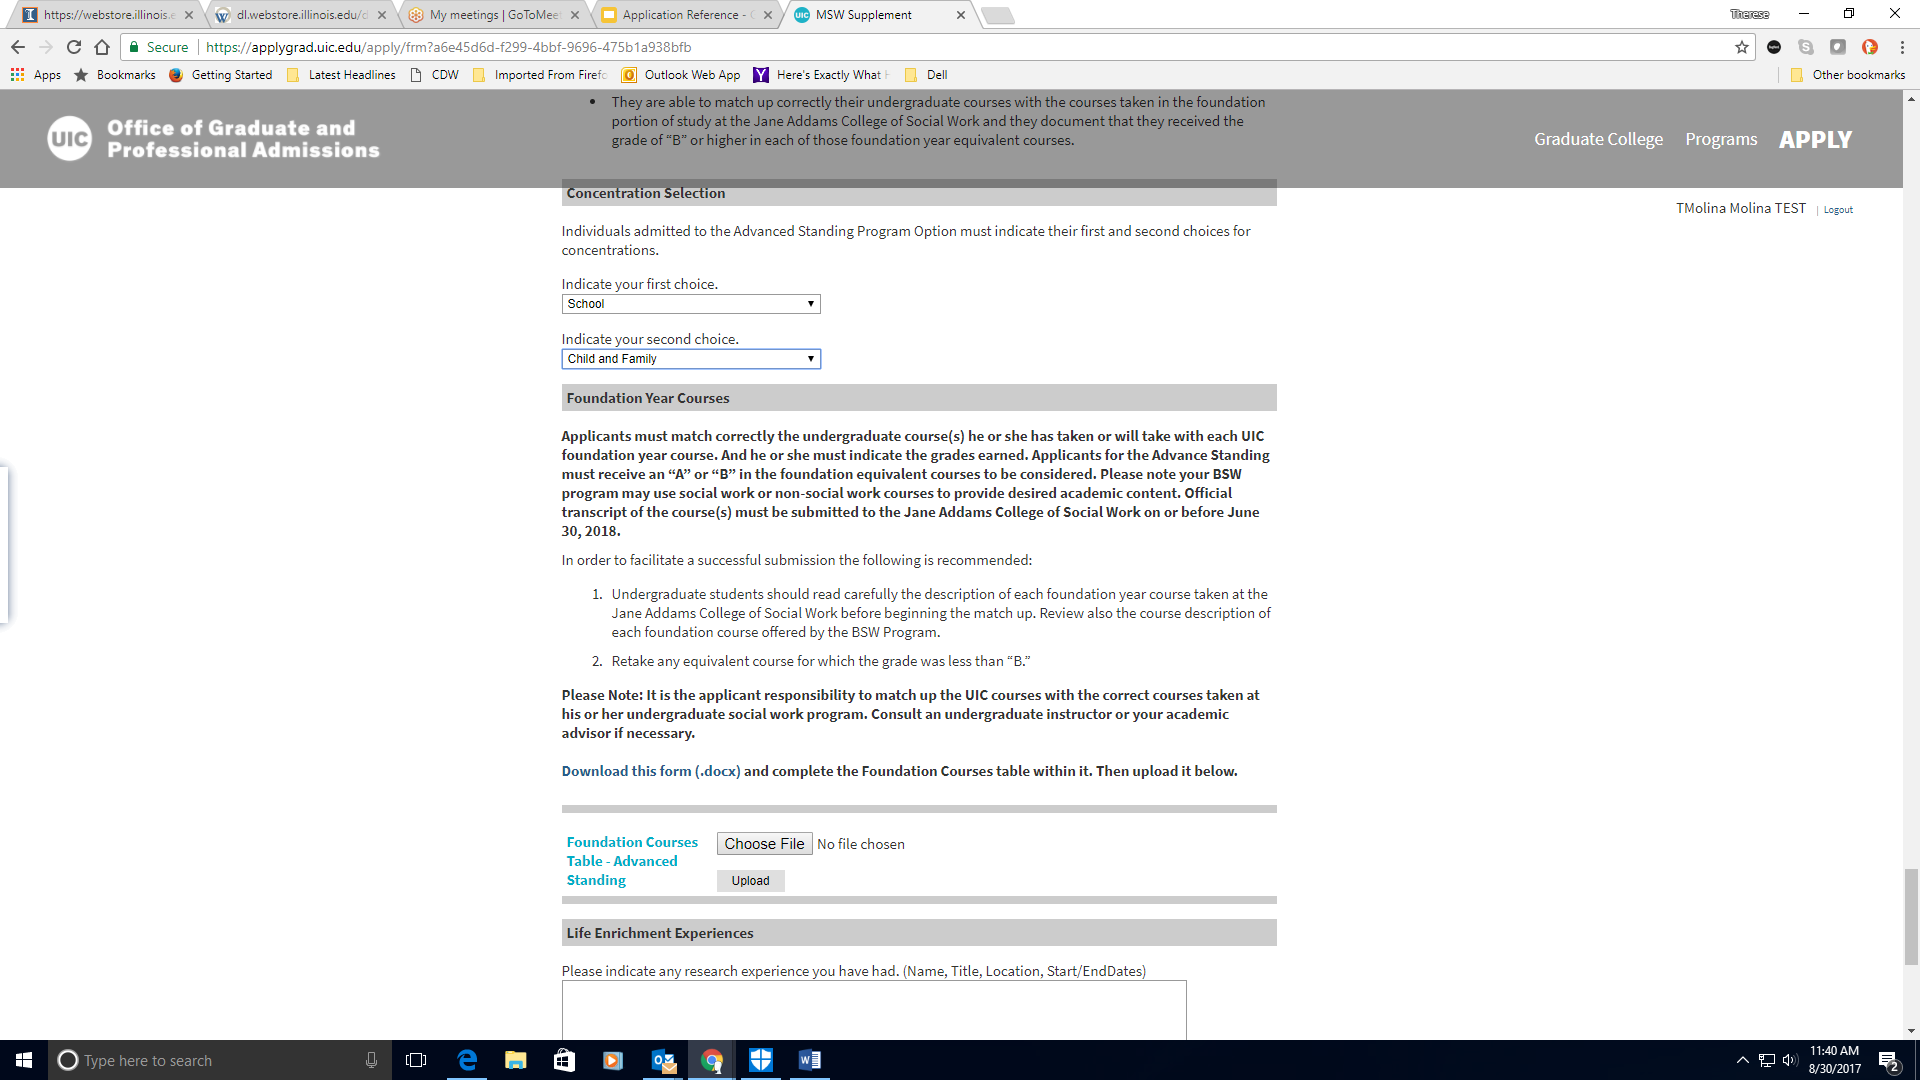 https://webstore.illinois.e
dl.webstore.illinois.edu/d
My meetings | GoToMeet
Application Reference -
MSW Supplement
Therese
Secure
https://applygrad.uic.edu/apply/frm?a6e45d6d-f299-4bbf-9696-475b1a938bfb
Apps
Bookmarks
Getting Started
Latest Headlines
CDW
Imported From Firefo
Outlook Web App
Here's Exactly What
Dell
Other bookmarks
UIC
Office of Graduate and
Professional Admissions
Graduate College
Programs
APPLY
TMolina Molina TEST | Logout
• They are able to match up correctly their undergraduate courses with the courses taken in the foundation
portion of study at the Jane Addams College of Social Work and they document that they received the
grade of “B” or higher in each of those foundation year equivalent courses.
Concentration Selection
Individuals admitted to the Advanced Standing Program Option must indicate their first and second choices for
concentrations.
Indicate your first choice.
School
Indicate your second choice.
Child and Family
Foundation Year Courses
Applicants must match correctly the undergraduate course(s) he or she has taken or will take with each UIC
foundation year course. And he or she must indicate the grades earned. Applicants for the Advance Standing
must receive an “A” or “B” in the foundation equivalent courses to be considered. Please note your BSW
program may use social work or non-social work courses to provide desired academic content. Official
transcript of the course(s) must be submitted to the Jane Addams College of Social Work on or before June
30, 2018.
In order to facilitate a successful submission the following is recommended:
1. Undergraduate students should read carefully the description of each foundation year course taken at the
Jane Addams College of Social Work before beginning the match up. Review also the course description of
each foundation course offered by the BSW Program.
2. Retake any equivalent course for which the grade was less than “B.”
Please Note: It is the applicant responsibility to match up the UIC courses with the correct courses taken at
his or her undergraduate social work program. Consult an undergraduate instructor or your academic
advisor if necessary.
Download this form (.docx) and complete the Foundation Courses table within it. Then upload it below.
Foundation Courses
Table - Advanced
Standing
Choose File No file chosen
Upload
Life Enrichment Experiences
Please indicate any research experience you have had. (Name, Title, Location, Start/EndDates)
Type here to search
11:40 AM
8/30/2017
2